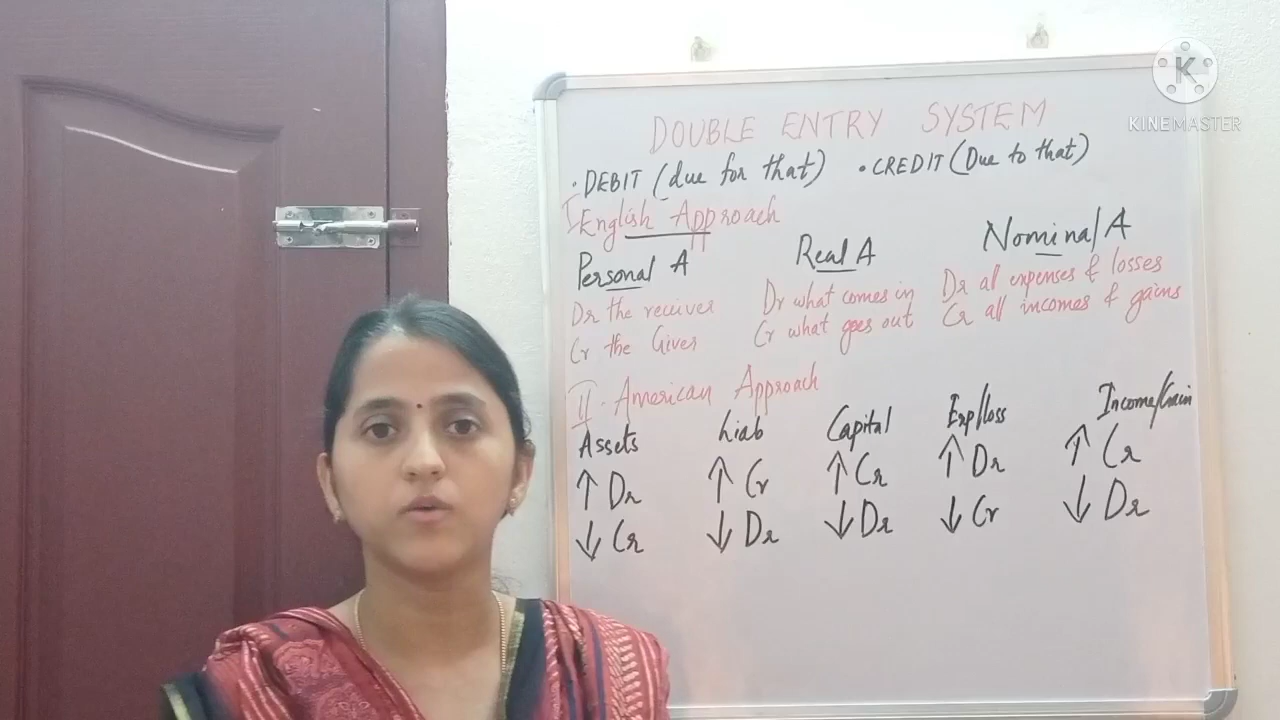 DOUBLE ENTRY SYSTEM
• DEBIT (due for that) • CREDIT (Due to that)
I English Approach
Personal A Real A Nominal A
Dr the receiver Dr what comes in Dr all expenses & losses
Cr the Giver Cr what goes out Cr all incomes & gains
II. American Approach
Assets Liab Capital Exp/loss Income/Gain
↑ Dr ↑ Cr ↑ Cr ↑ Dr ↑ Cr
↓ Cr ↓ Dr ↓ Dr ↓ Cr ↓ Dr
K
KINEMASTER